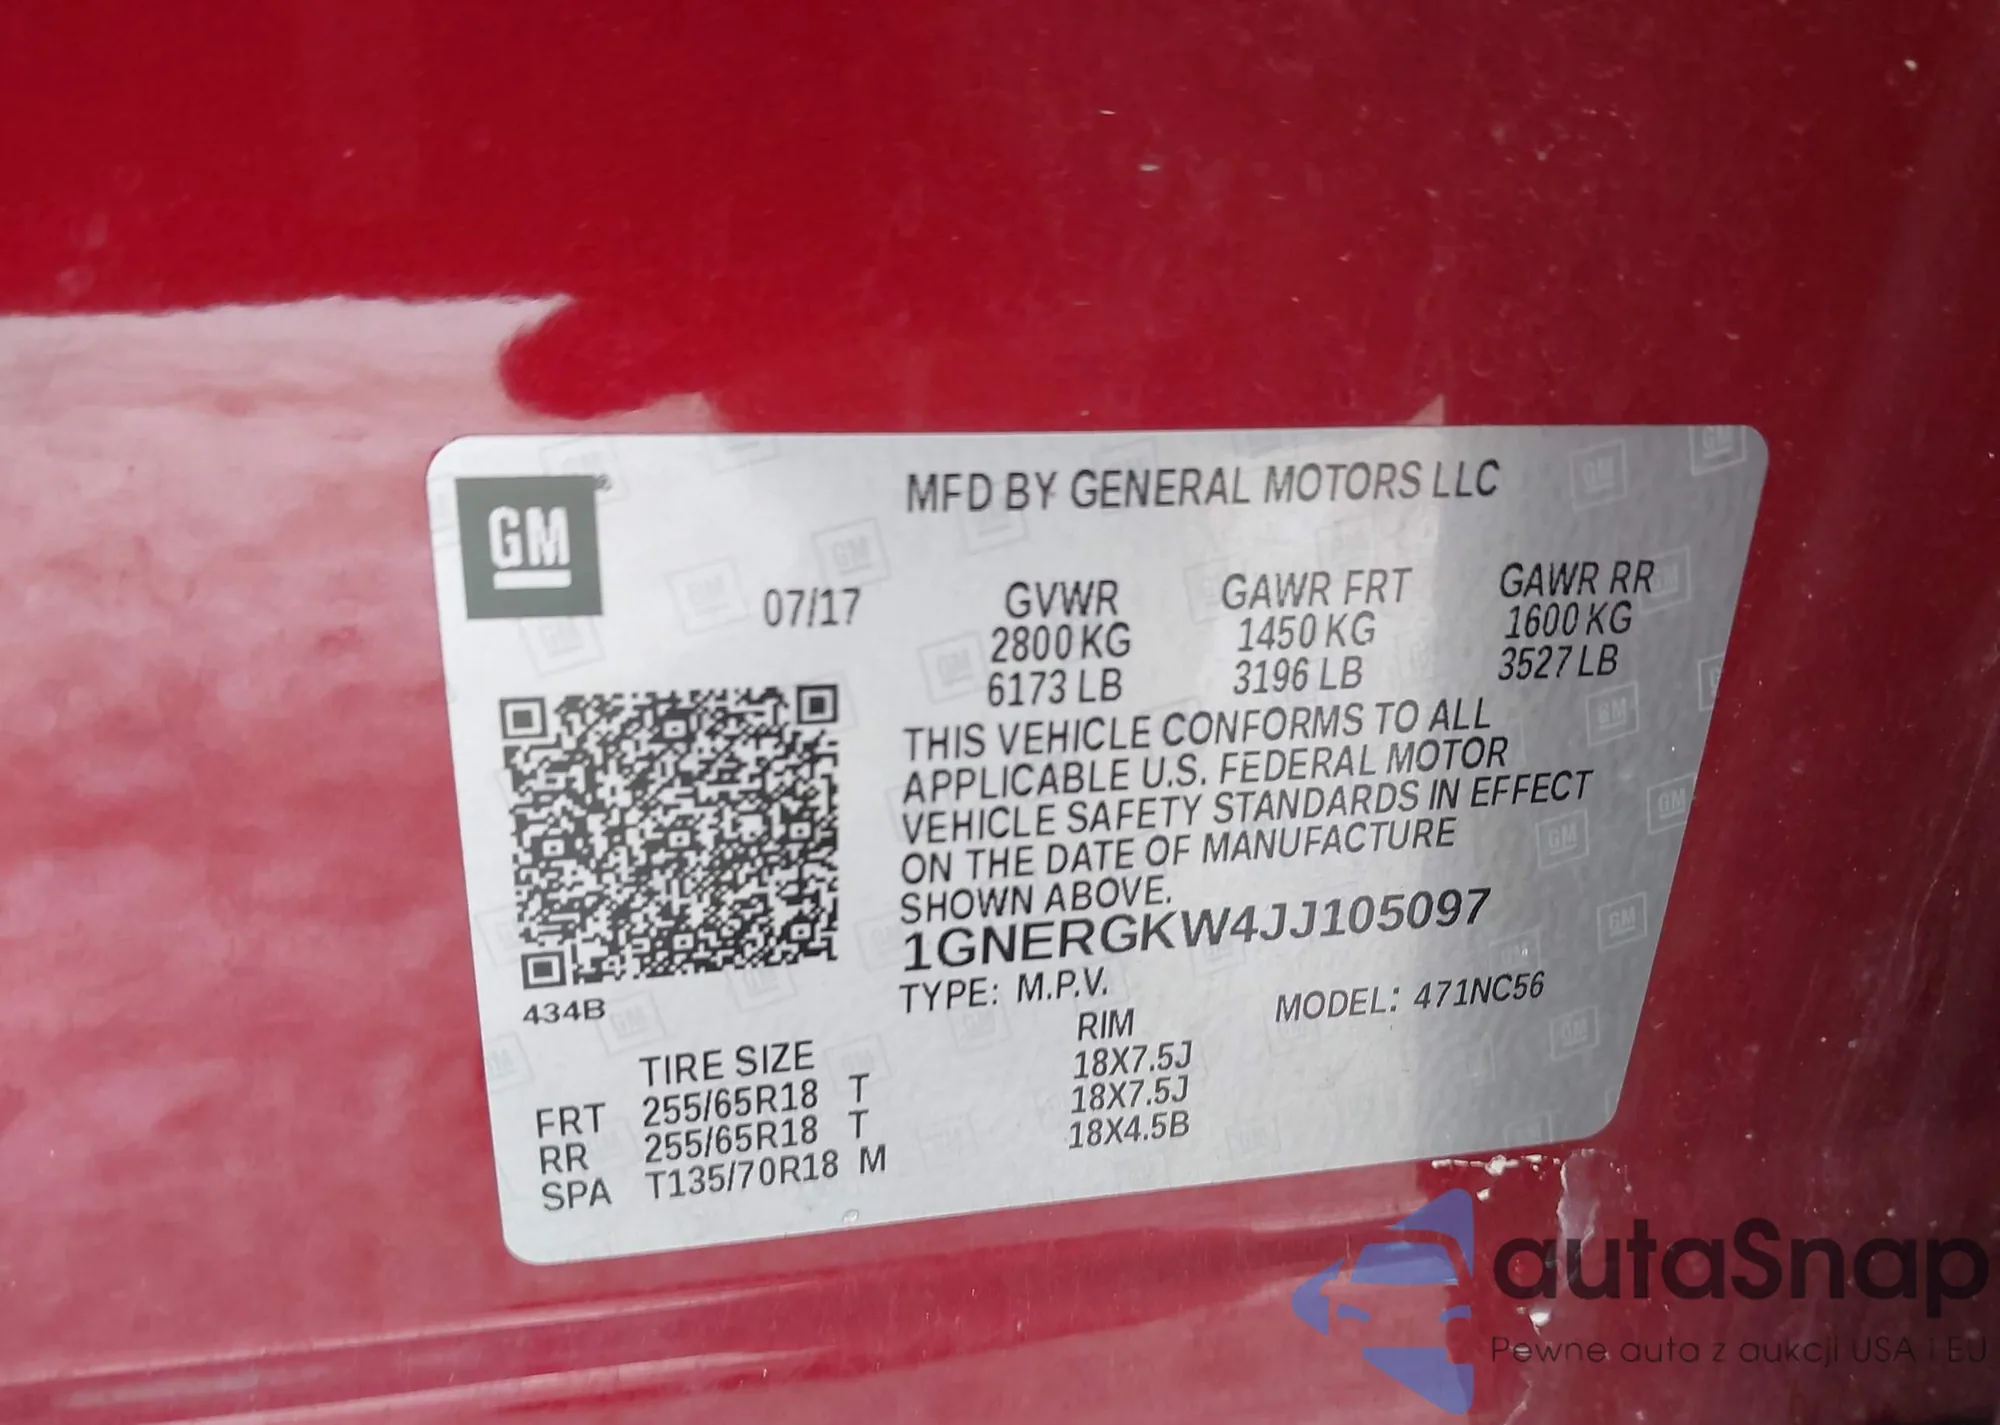 GM
MFD BY GENERAL MOTORS LLC
07/17
GVWR GAWR FRT GAWR RR
2800 KG 1450 KG 1600 KG
6173 LB 3196 LB 3527 LB
THIS VEHICLE CONFORMS TO ALL
APPLICABLE U.S. FEDERAL MOTOR
VEHICLE SAFETY STANDARDS IN EFFECT
ON THE DATE OF MANUFACTURE
SHOWN ABOVE.
1GNERGKW4JJ105097
TYPE: M.P.V. MODEL: 471NC56
434B
TIRE SIZE RIM
FRT 255/65R18 T 18X7.5J
RR 255/65R18 T 18X7.5J
SPA T135/70R18 M 18X4.5B
autaSnap
Pewne auta z aukcji USA i EU